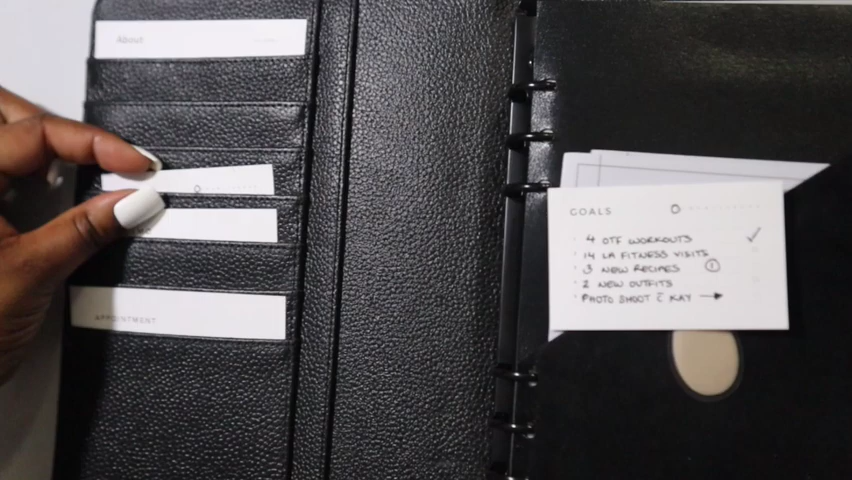 About
APPOINTMENT
GOALS
4 OTF WORKOUTS ✓
14 LA FITNESS VISITS
3 NEW RECIPES ①
2 NEW OUTFITS
PHOTO SHOOT c̄ KAY →